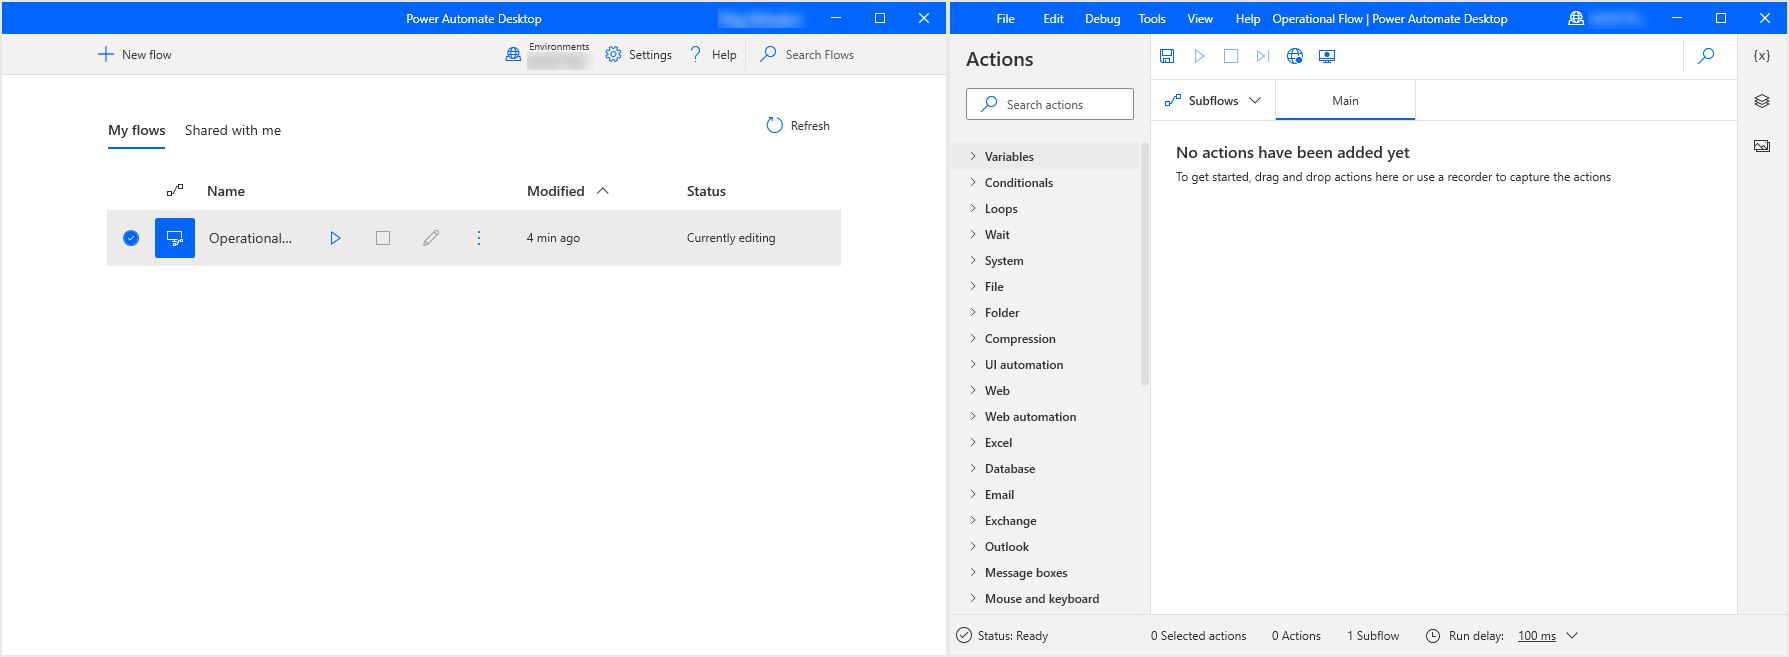 Power Automate Desktop
New flow
Environments
Settings
Help
Search Flows
My flows
Shared with me
Refresh
Name
Modified
Status
Operational...
4 min ago
Currently editing
File
Edit
Debug
Tools
View
Help
Operational Flow | Power Automate Desktop
Actions
Search actions
Variables
Conditionals
Loops
Wait
System
File
Folder
Compression
UI automation
Web
Web automation
Excel
Database
Email
Exchange
Outlook
Message boxes
Mouse and keyboard
Subflows
Main
{x}
No actions have been added yet
To get started, drag and drop actions here or use a recorder to capture the actions
Status: Ready
0 Selected actions
0 Actions
1 Subflow
Run delay:
100 ms